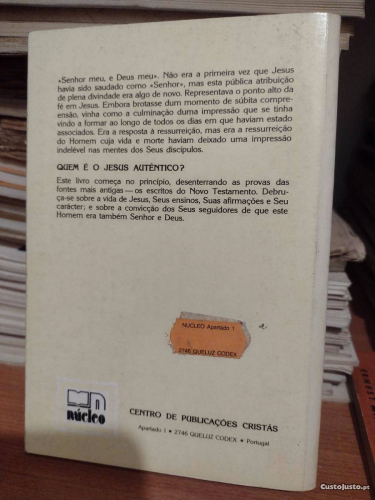 «Senhor meu, e Deus meu». Não era a primeira vez que Jesus
havia sido saudado como «Senhor», mas esta pública atribuição
de plena divindade era algo de novo. Representava o ponto alto da
fé em Jesus. Embora brotasse dum momento de súbita compre-
ensão, vinha como a culminação duma impressão que se tinha
vindo a formar ao longo de todos os dias em que haviam estado
associados. Era a resposta à ressurreição, mas era a ressurreição
do Homem cuja vida e morte haviam deixado uma impressão
indelével nas mentes dos Seus discípulos.
QUEM É O JESUS AUTÊNTICO?
Este livro começa no princípio, desenterrando as provas das
fontes mais antigas — os escritos do Novo Testamento. Debru-
ça-se sobre a vida de Jesus, Seus ensinos, Suas afirmações e Seu
carácter; e sobre a convicção dos Seus seguidores de que este
Homem era também Senhor e Deus.
NUCLEO Apartado 1
2746 QUELUZ CODEX
núcleo
CENTRO DE PUBLICAÇÕES CRISTÃS
Apartado 1 • 2746 QUELUZ CODEX • Portugal
CustoJusto.pt